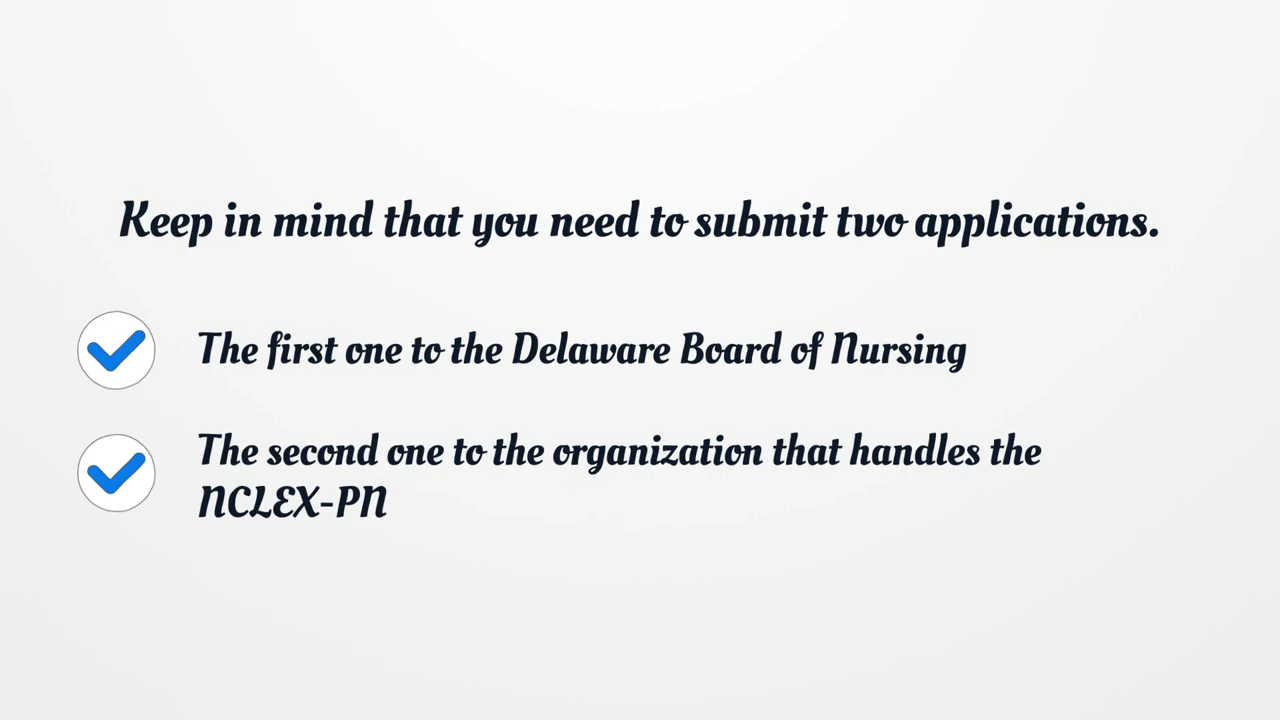 Keep in mind that you need to submit two applications.
The first one to the Delaware Board of Nursing
The second one to the organization that handles the
NCLEX-PN